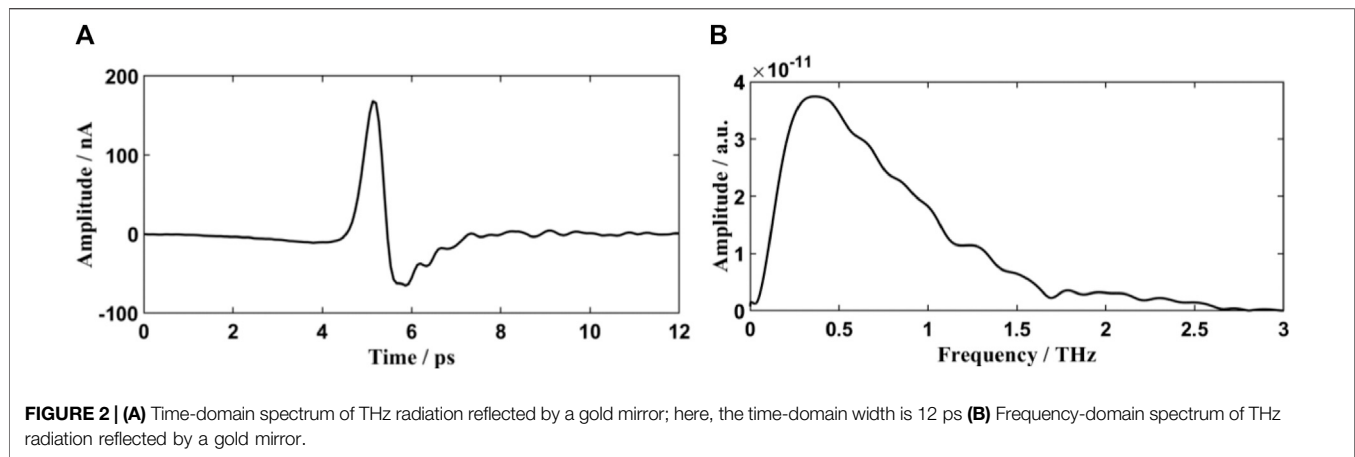 A
200
100
0
-100
Amplitude / nA
0 2 4 6 8 10 12
Time / ps
B
×10-11
4
3
2
1
0
Amplitude / a.u.
0 0.5 1 1.5 2 2.5 3
Frequency / THz
FIGURE 2 | (A) Time-domain spectrum of THz radiation reflected by a gold mirror; here, the time-domain width is 12 ps (B) Frequency-domain spectrum of THz
radiation reflected by a gold mirror.